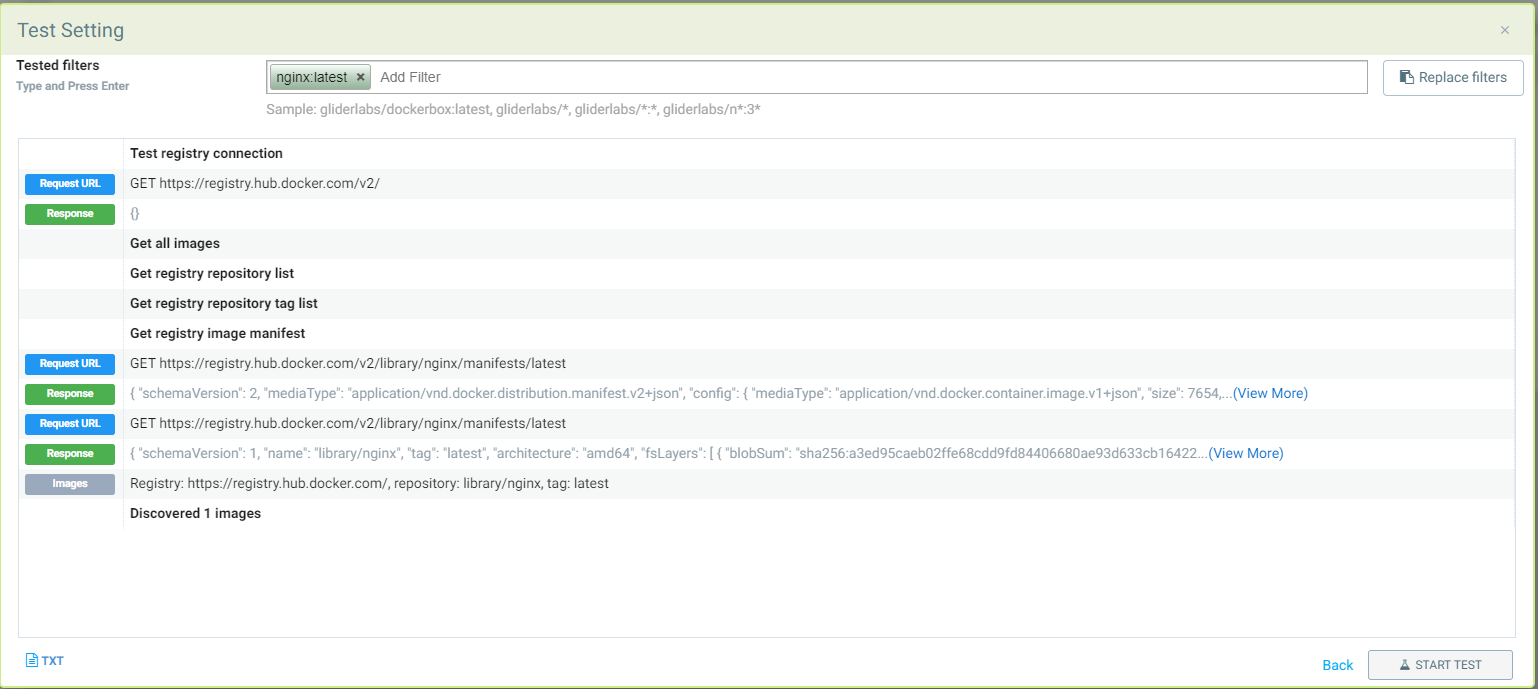 Test Setting ×
Tested filters
Type and Press Enter
nginx:latest × Add Filter
Replace filters
Sample: gliderlabs/dockerbox:latest, gliderlabs/*, gliderlabs/*:*, gliderlabs/n*:3*
Test registry connection
Request URL GET https://registry.hub.docker.com/v2/
Response {}
Get all images
Get registry repository list
Get registry repository tag list
Get registry image manifest
Request URL GET https://registry.hub.docker.com/v2/library/nginx/manifests/latest
Response { "schemaVersion": 2, "mediaType": "application/vnd.docker.distribution.manifest.v2+json", "config": { "mediaType": "application/vnd.docker.container.image.v1+json", "size": 7654,...(View More)
Request URL GET https://registry.hub.docker.com/v2/library/nginx/manifests/latest
Response { "schemaVersion": 1, "name": "library/nginx", "tag": "latest", "architecture": "amd64", "fsLayers": [ { "blobSum": "sha256:a3ed95caeb02ffe68cdd9fd84406680ae93d633cb16422...(View More)
Images Registry: https://registry.hub.docker.com/, repository: library/nginx, tag: latest
Discovered 1 images
TXT
Back START TEST